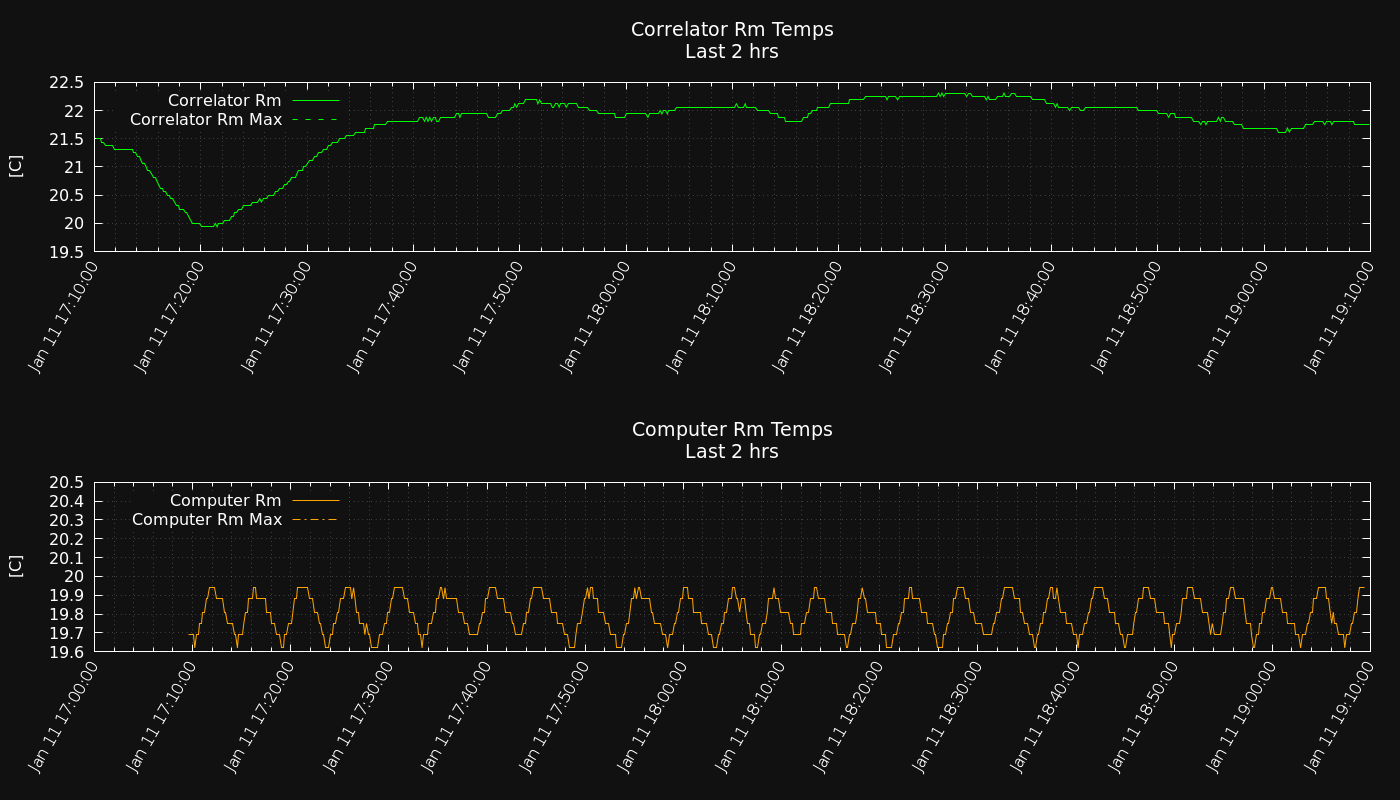 Correlator Rm Temps
Last 2 hrs
22.5
22
21.5
21
20.5
20
19.5
[C]
Correlator Rm
Correlator Rm Max
Jan 11 17:10:00
Jan 11 17:20:00
Jan 11 17:30:00
Jan 11 17:40:00
Jan 11 17:50:00
Jan 11 18:00:00
Jan 11 18:10:00
Jan 11 18:20:00
Jan 11 18:30:00
Jan 11 18:40:00
Jan 11 18:50:00
Jan 11 19:00:00
Jan 11 19:10:00
Computer Rm Temps
Last 2 hrs
20.5
20.4
20.3
20.2
20.1
20
19.9
19.8
19.7
19.6
[C]
Computer Rm
Computer Rm Max
Jan 11 17:00:00
Jan 11 17:10:00
Jan 11 17:20:00
Jan 11 17:30:00
Jan 11 17:40:00
Jan 11 17:50:00
Jan 11 18:00:00
Jan 11 18:10:00
Jan 11 18:20:00
Jan 11 18:30:00
Jan 11 18:40:00
Jan 11 18:50:00
Jan 11 19:00:00
Jan 11 19:10:00